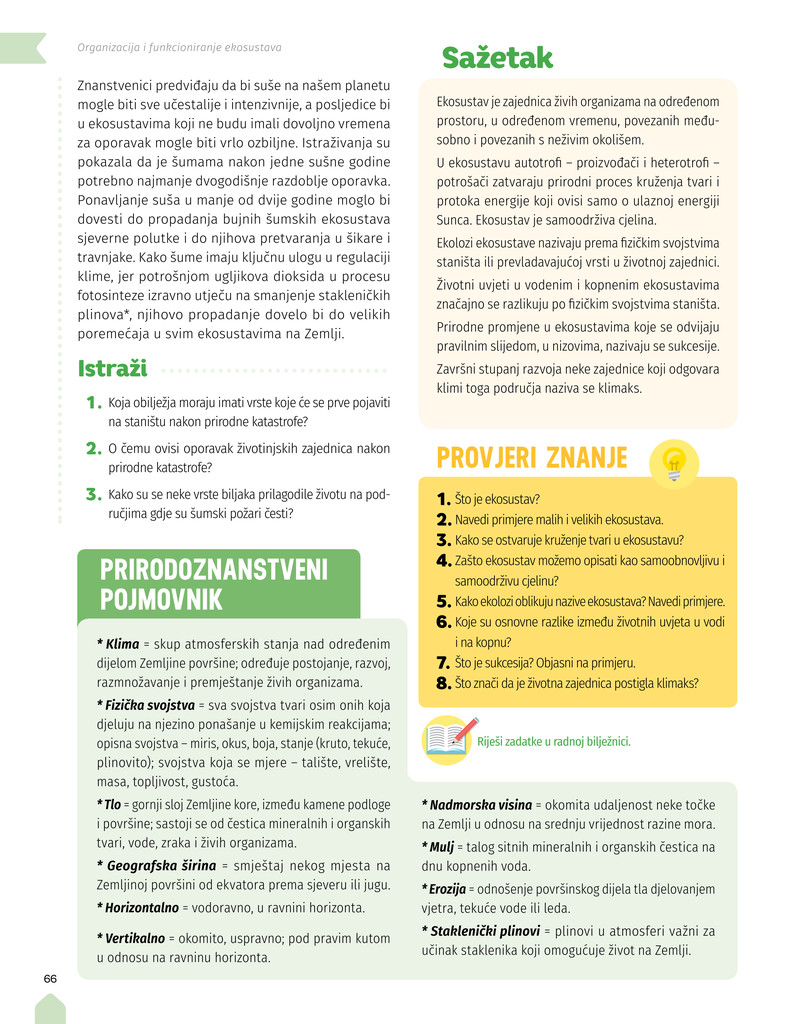 Organizacija i funkcioniranje ekosustava
Znanstvenici predviđaju da bi suše na našem planetu
mogle biti sve učestalije i intenzivnije, a posljedice bi
u ekosustavima koji ne budu imali dovoljno vremena
za oporavak mogle biti vrlo ozbiljne. Istraživanja su
pokazala da je šumama nakon jedne sušne godine
potrebno najmanje dvogodišnje razdoblje oporavka.
Ponavljanje suša u manje od dvije godine moglo bi
dovesti do propadanja bujnih šumskih ekosustava
sjeverne polutke i do njihova pretvaranja u šikare i
travnjake. Kako šume imaju ključnu ulogu u regulaciji
klime, jer potrošnjom ugljikova dioksida u procesu
fotosinteze izravno utječu na smanjenje stakleničkih
plinova*, njihovo propadanje dovelo bi do velikih
poremećaja u svim ekosustavima na Zemlji.
Istraži
1. Koja obilježja moraju imati vrste koje će se prve pojaviti
na staništu nakon prirodne katastrofe?
2. O čemu ovisi oporavak životinjskih zajednica nakon
prirodne katastrofe?
3. Kako su se neke vrste biljaka prilagodile životu na pod-
ručjima gdje su šumski požari česti?
Sažetak
Ekosustav je zajednica živih organizama na određenom
prostoru, u određenom vremenu, povezanih među-
sobno i povezanih s neživim okolišem.
U ekosustavu autotrofi – proizvođači i heterotrofi –
potrošači zatvaraju prirodni proces kruženja tvari i
protoka energije koji ovisi samo o ulaznoj energiji
Sunca. Ekosustav je samoodrživa cjelina.
Ekolozi ekosustave nazivaju prema fizičkim svojstvima
staništa ili prevladavajućoj vrsti u životnoj zajednici.
Životni uvjeti u vodenim i kopnenim ekosustavima
značajno se razlikuju po fizičkim svojstvima staništa.
Prirodne promjene u ekosustavima koje se odvijaju
pravilnim slijedom, u nizovima, nazivaju se sukcesije.
Završni stupanj razvoja neke zajednice koji odgovara
klimi toga područja naziva se klimaks.
PROVJERI ZNANJE
1. Što je ekosustav?
2. Navedi primjere malih i velikih ekosustava.
3. Kako se ostvaruje kruženje tvari u ekosustavu?
4. Zašto ekosustav možemo opisati kao samoobnovljivu i
samoodrživu cjelinu?
5. Kako ekolozi oblikuju nazive ekosustava? Navedi primjere.
6. Koje su osnovne razlike između životnih uvjeta u vodi
i na kopnu?
7. Što je sukcesija? Objasni na primjeru.
8. Što znači da je životna zajednica postigla klimaks?
Riješi zadatke u radnoj bilježnici.
PRIRODOZNANSTVENI
POJMOVNIK
* Klima = skup atmosferskih stanja nad određenim
dijelom Zemljine površine; određuje postojanje, razvoj,
razmnožavanje i premještanje živih organizama.
* Fizička svojstva = sva svojstva tvari osim onih koja
djeluju na njezino ponašanje u kemijskim reakcijama;
opisna svojstva – miris, okus, boja, stanje (kruto, tekuće,
plinovito); svojstva koja se mjere – talište, vrelište,
masa, topljivost, gustoća.
* Tlo = gornji sloj Zemljine kore, između kamene podloge
i površine; sastoji se od čestica mineralnih i organskih
tvari, vode, zraka i živih organizama.
* Geografska širina = smještaj nekog mjesta na
Zemljinoj površini od ekvatora prema sjeveru ili jugu.
* Horizontalno = vodoravno, u ravnini horizonta.
* Vertikalno = okomito, uspravno; pod pravim kutom
u odnosu na ravninu horizonta.
* Nadmorska visina = okomita udaljenost neke točke
na Zemlji u odnosu na srednju vrijednost razine mora.
* Mulj = talog sitnih mineralnih i organskih čestica na
dnu kopnenih voda.
* Erozija = odnošenje površinskog dijela tla djelovanjem
vjetra, tekuće vode ili leda.
* Staklenički plinovi = plinovi u atmosferi važni za
učinak staklenika koji omogućuje život na Zemlji.
66